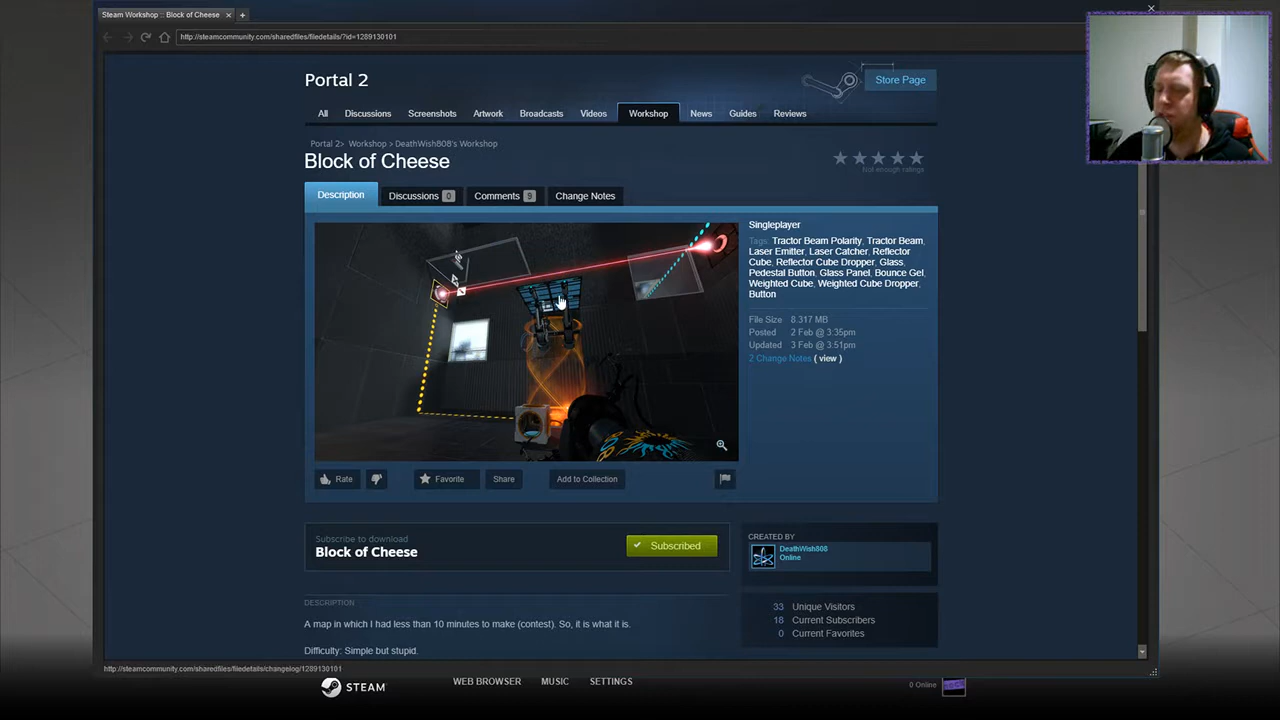 Steam Workshop :: Block of Cheese
http://steamcommunity.com/sharedfiles/filedetails/?id=1289130101
Portal 2
Store Page
All Discussions Screenshots Artwork Broadcasts Videos Workshop News Guides Reviews
Portal 2> Workshop > DeathWish808's Workshop
Block of Cheese
Not enough ratings
Description Discussions 0 Comments 9 Change Notes
Singleplayer
Tags: Tractor Beam Polarity, Tractor Beam,
Laser Emitter, Laser Catcher, Reflector
Cube, Reflector Cube Dropper, Glass,
Pedestal Button, Glass Panel, Bounce Gel,
Weighted Cube, Weighted Cube Dropper,
Button
File Size 8.317 MB
Posted 2 Feb @ 3:35pm
Updated 3 Feb @ 3:51pm
2 Change Notes ( view )
Rate Favorite Share Add to Collection
Subscribe to download
Block of Cheese
Subscribed
CREATED BY
DeathWish808
Online
DESCRIPTION
A map in which I had less than 10 minutes to make (contest). So, it is what it is.
Difficulty: Simple but stupid.
33 Unique Visitors
18 Current Subscribers
0 Current Favorites
http://steamcommunity.com/sharedfiles/filedetails/changelog/1289130101
STEAM WEB BROWSER MUSIC SETTINGS 0 Online